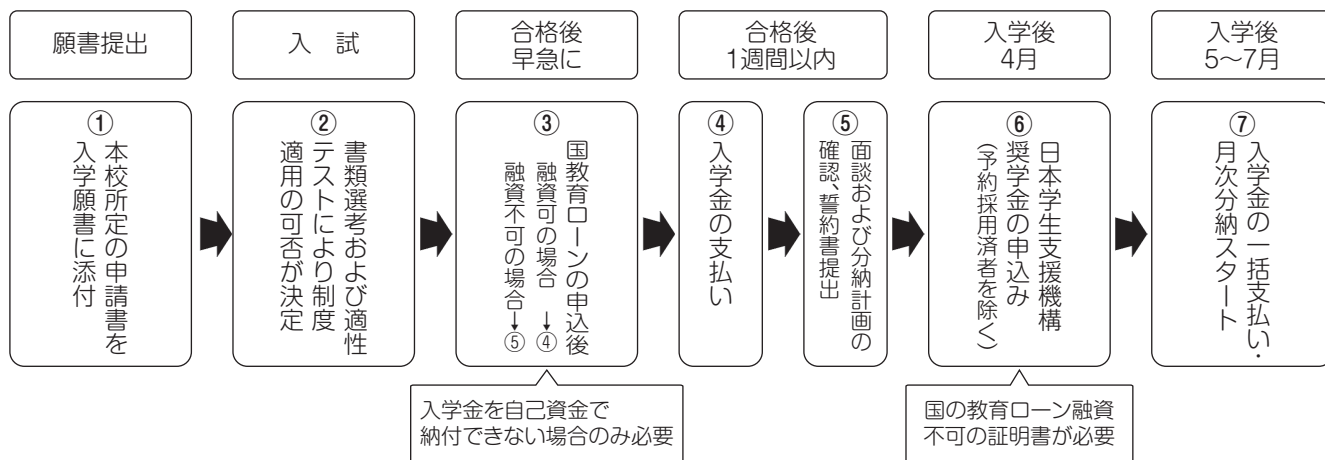 願書提出
入　試
合格後
早急に
合格後
1週間以内
入学後
4月
入学後
5〜7月
①
本校所定の申請書を
入学願書に添付
②
書類選考および適性
テストにより制度
適用の可否が決定
③
国教育ローンの申込後
融資可の場合　→④
融資不可の場合→⑤
④
入学金の支払い
⑤
面談および分納計画の
確認、誓約書提出
⑥
日本学生支援機構
奨学金の申込み
(予約採用済者を除く)
⑦
入学金の一括支払い・
月次分納スタート
入学金を自己資金で
納付できない場合のみ必要
国の教育ローン融資
不可の証明書が必要